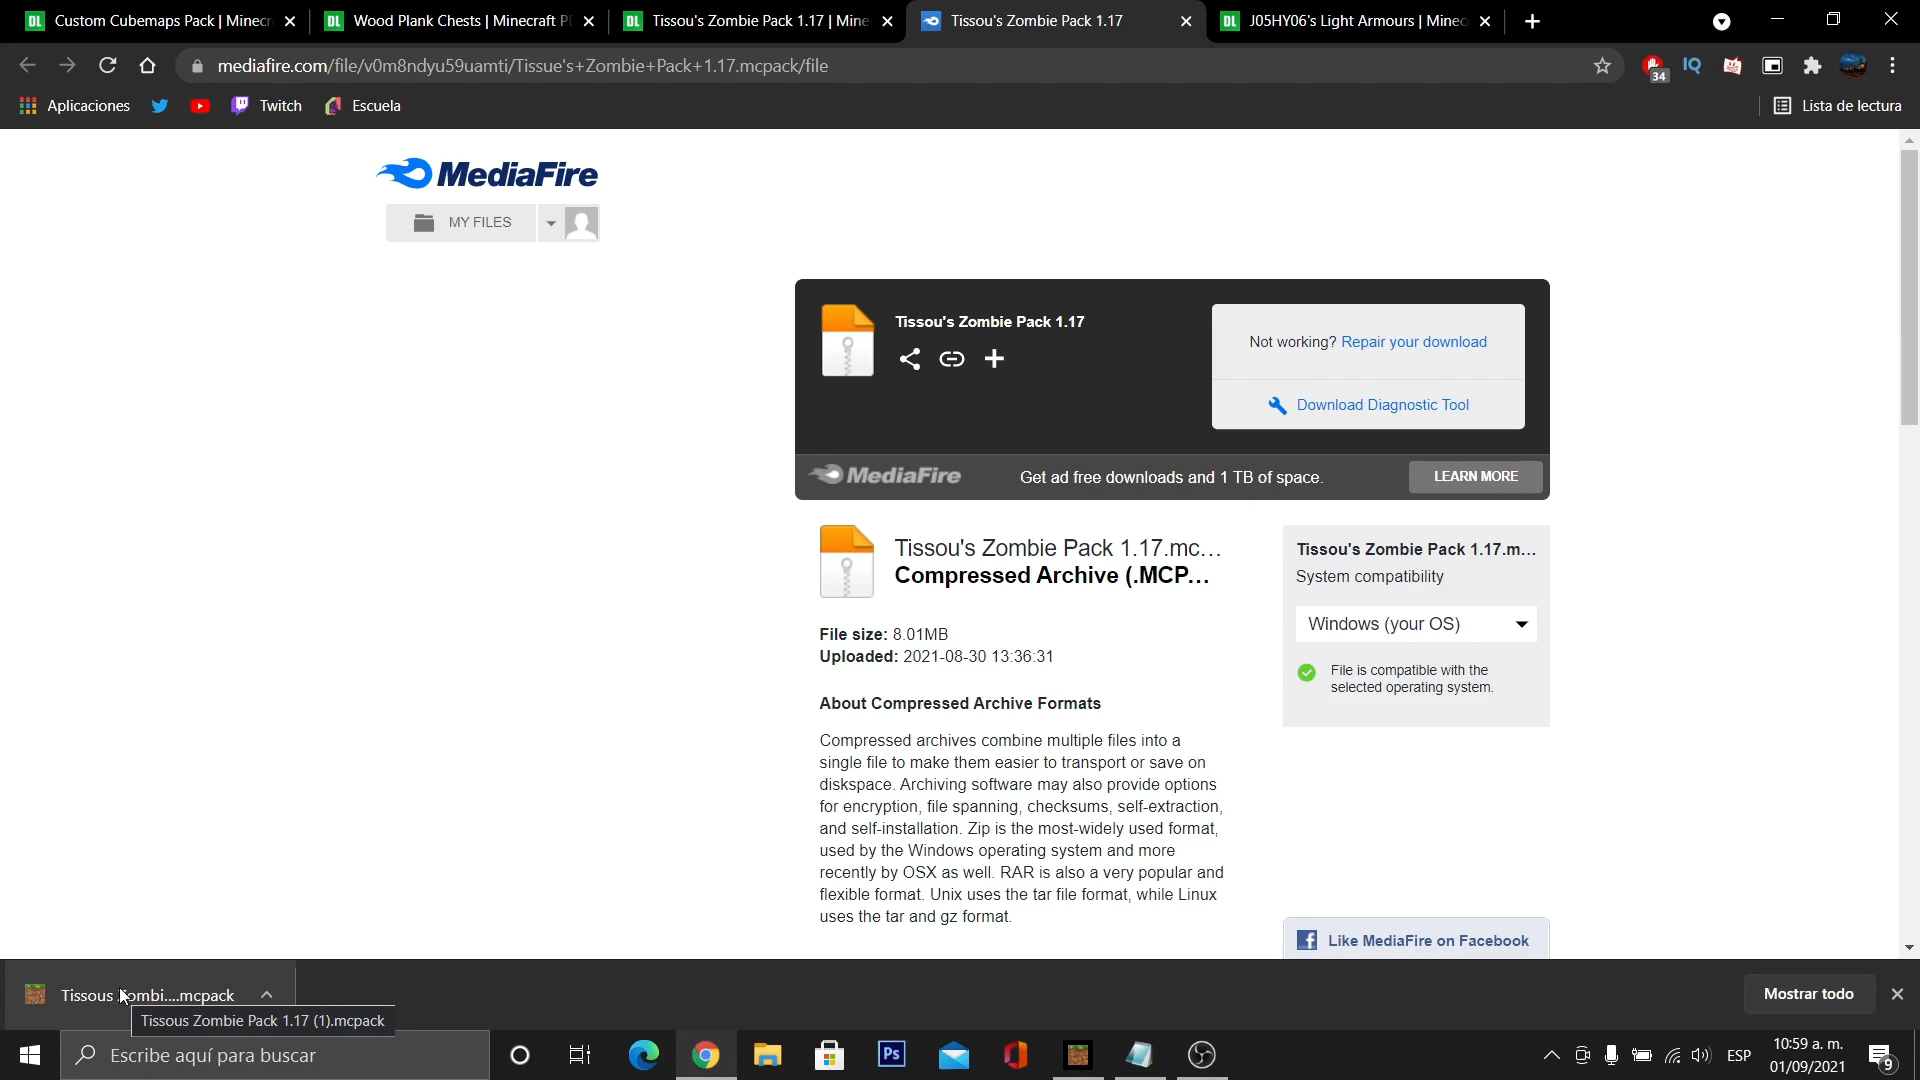 Custom Cubemaps Pack | Minecr
Wood Plank Chests | Minecraft P
Tissou's Zombie Pack 1.17 | Mine
Tissou's Zombie Pack 1.17
J05HY06's Light Armours | Minec
mediafire.com/file/v0m8ndyu59uamti/Tissue's+Zombie+Pack+1.17.mcpack/file
34
IQ
Aplicaciones
Twitch
Escuela
Lista de lectura
MediaFire
MY FILES
Tissou's Zombie Pack 1.17
Not working? Repair your download
Download Diagnostic Tool
MediaFire
Get ad free downloads and 1 TB of space.
LEARN MORE
Tissou's Zombie Pack 1.17.mc...
Compressed Archive (.MCP...
File size: 8.01MB
Uploaded: 2021-08-30 13:36:31
About Compressed Archive Formats
Compressed archives combine multiple files into a
single file to make them easier to transport or save on
diskspace. Archiving software may also provide options
for encryption, file spanning, checksums, self-extraction,
and self-installation. Zip is the most-widely used format,
used by the Windows operating system and more
recently by OSX as well. RAR is also a very popular and
flexible format. Unix uses the tar file format, while Linux
uses the tar and gz format.
Tissou's Zombie Pack 1.17.m...
System compatibility
Windows (your OS)
File is compatible with the
selected operating system.
Like MediaFire on Facebook
Tissous ombi....mcpack
Mostrar todo
Tissous Zombie Pack 1.17 (1).mcpack
Escribe aquí para buscar
Ps
ESP
10:59 a. m.
01/09/2021
9